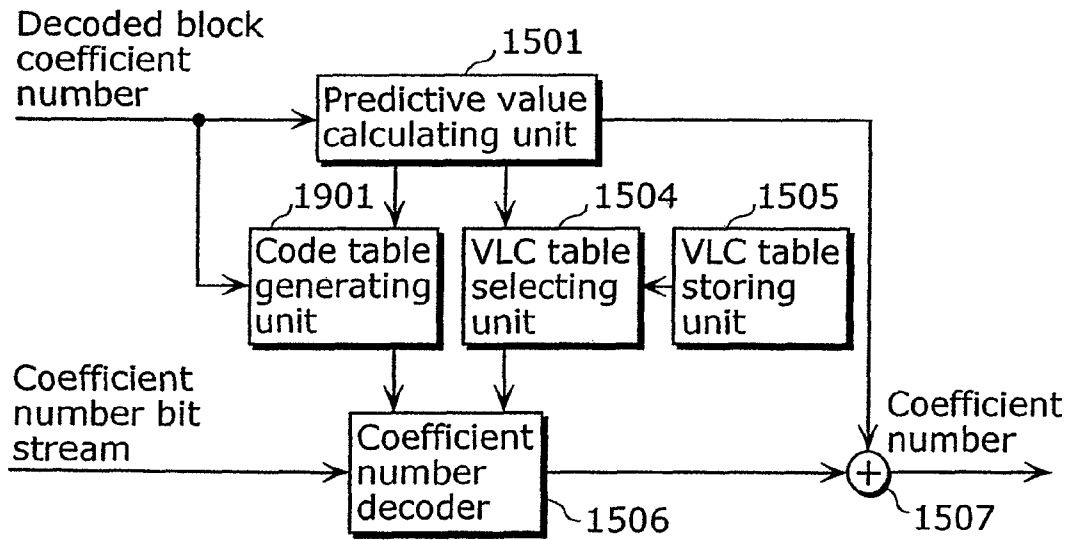 Decoded block
coefficient
number
1501
Predictive value
calculating unit
1901
1504
1505
Code table
generating
unit
VLC table
selecting
unit
VLC table
storing
unit
Coefficient
number bit
stream
Coefficient
number
decoder
1506
Coefficient
number
+
1507